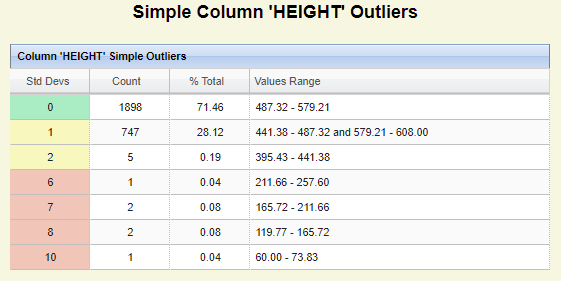 Simple Column 'HEIGHT' Outliers
Column 'HEIGHT' Simple Outliers
Std Devs Count % Total Values Range
0 1898 71.46 487.32 - 579.21
1 747 28.12 441.38 - 487.32 and 579.21 - 608.00
2 5 0.19 395.43 - 441.38
6 1 0.04 211.66 - 257.60
7 2 0.08 165.72 - 211.66
8 2 0.08 119.77 - 165.72
10 1 0.04 60.00 - 73.83